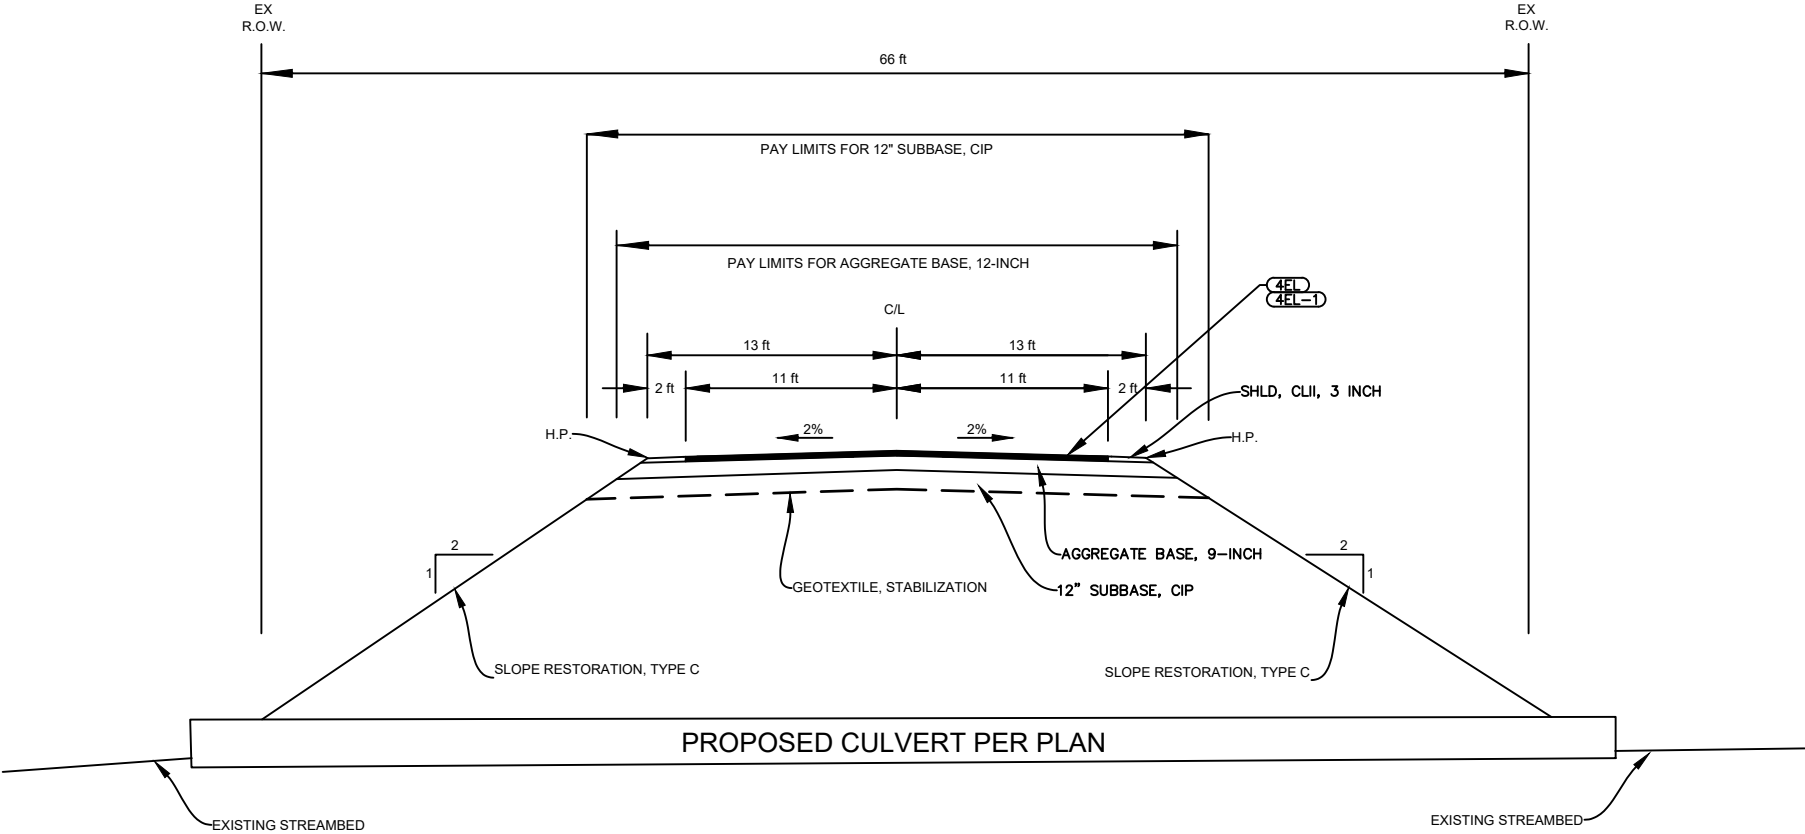 EX
R.O.W.
EX
R.O.W.
66 ft
PAY LIMITS FOR 12" SUBBASE, CIP
PAY LIMITS FOR AGGREGATE BASE, 12-INCH
4EL
4EL-1
C/L
13 ft
13 ft
2 ft
11 ft
11 ft
2 ft
SHLD, CLII, 3 INCH
H.P.
2%
2%
H.P.
2
1
AGGREGATE BASE, 9-INCH
2
1
GEOTEXTILE, STABILIZATION
12" SUBBASE, CIP
SLOPE RESTORATION, TYPE C
SLOPE RESTORATION, TYPE C
PROPOSED CULVERT PER PLAN
EXISTING STREAMBED
EXISTING STREAMBED